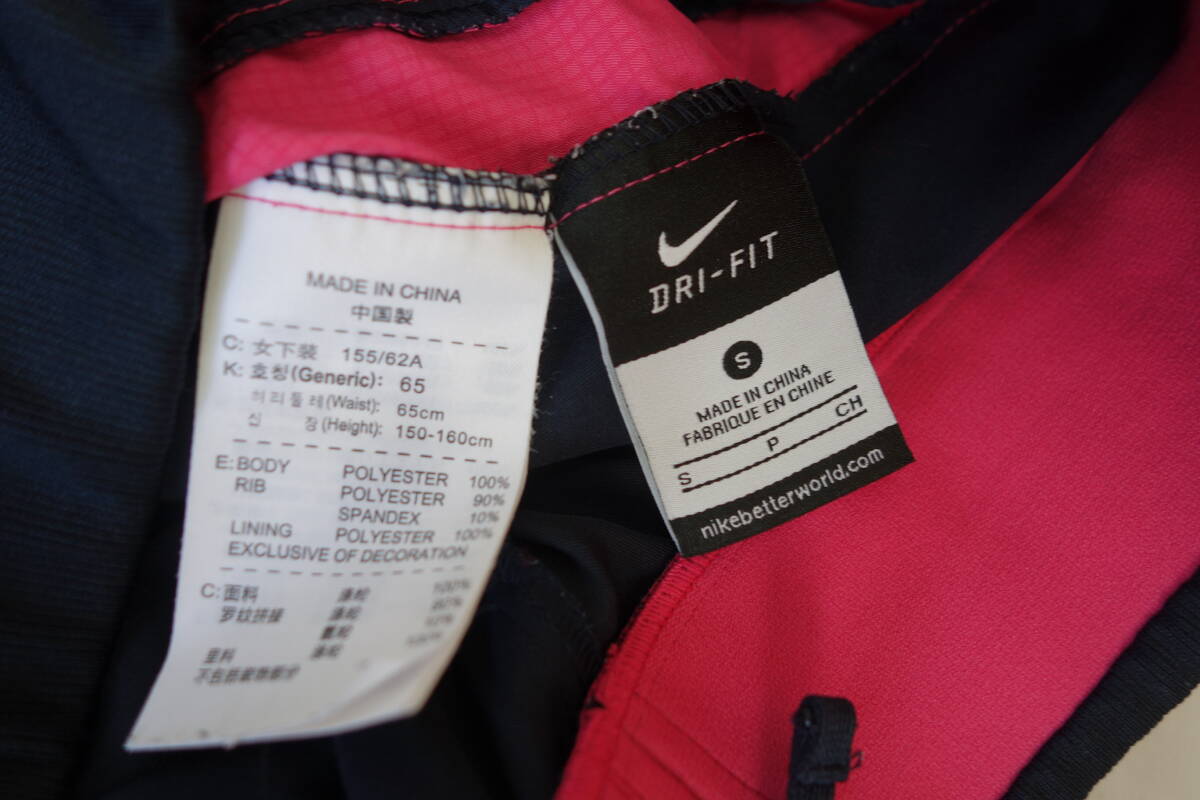 MADE IN CHINA
中国製
C: 女下装 155/62A
K: 호칭(Generic): 65
허리둘레(Waist): 65cm
신 장(Height): 150-160cm
E: BODY POLYESTER 100%
RIB POLYESTER 90%
SPANDEX 10%
LINING POLYESTER 100%
EXCLUSIVE OF DECORATION
C: 面料 涤纶 100%
罗纹拼接 涤纶
氨纶
里料 涤纶 100%
不包括装饰部分
DRI-FIT
S
MADE IN CHINA
FABRIQUE EN CHINE
S P CH
nikebetterworld.com